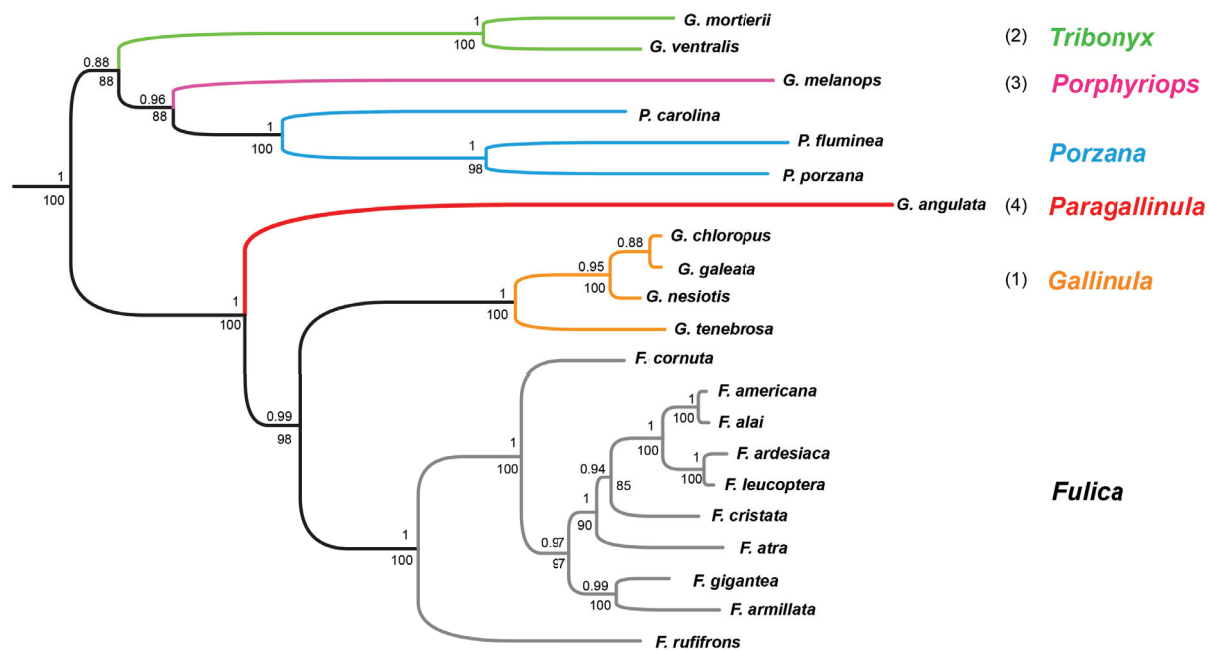 1
G. mortierii
100
G. ventralis
(2) Tribonyx
0.88
88
G. melanops
(3) Porphyriops
0.96
88
P. carolina
1
100
P. fluminea
1
98
P. porzana
Porzana
1
100
G. angulata
(4) Paragallinula
G. chloropus
0.88
G. galeata
0.95
100
G. nesiotis
(1) Gallinula
1
100
1
100
G. tenebrosa
F. cornuta
F. americana
1
100
F. alai
0.99
98
1
100
1
100
F. ardesiaca
1
100
F. leucoptera
0.94
85
Fulica
F. cristata
1
90
F. atra
1
100
0.97
97
F. gigantea
0.99
100
F. armillata
F. rufifrons